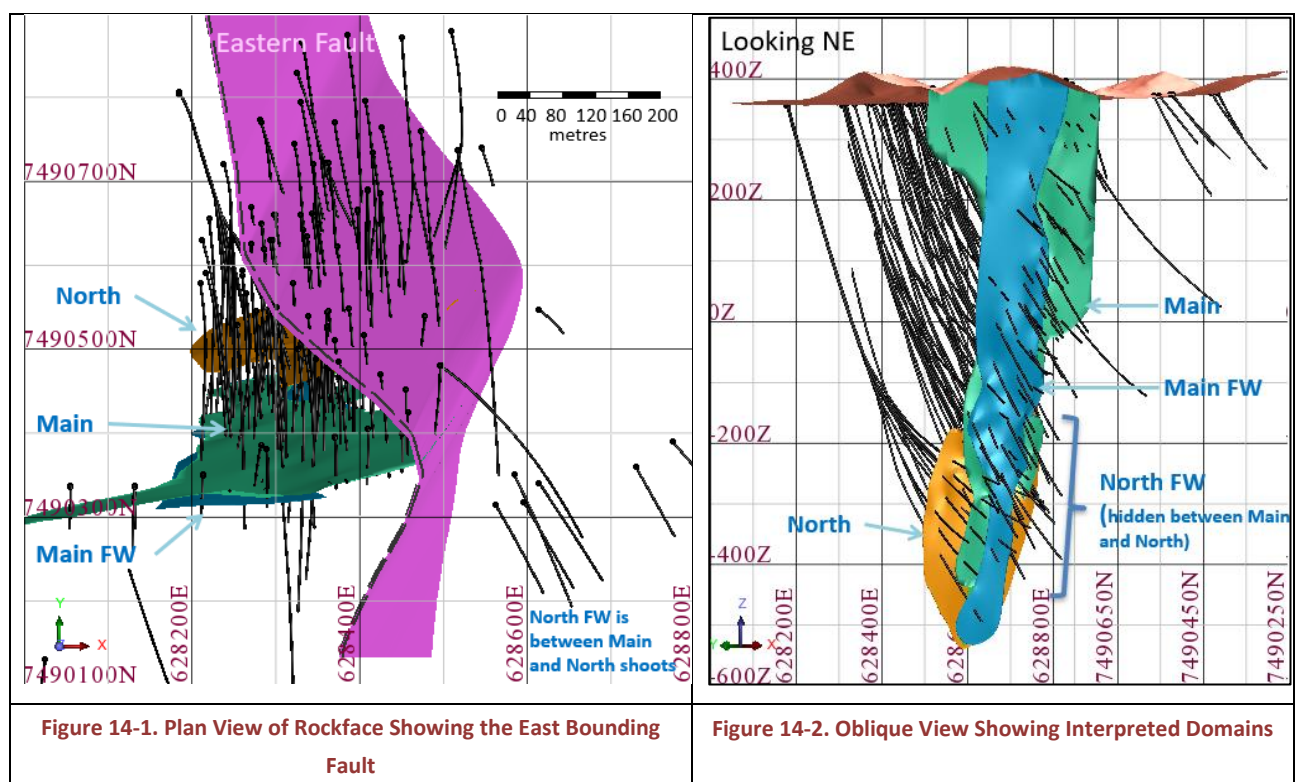 Eastern Fault
0 40 80 120 160 200
metres
7490700N
North
7490500N
Main
7490300N
Main FW
7490100N
628200E
628400E
628600E
628800E
North FW is
between Main
and North shoots
Y
X
Looking NE
400Z
200Z
0Z
-200Z
-400Z
-600Z
Main
Main FW
North FW
(hidden between Main
and North)
North
628200E
628400E
628800E
7490650N
7490450N
7490250N
Z
Y
X
Figure 14-1. Plan View of Rockface Showing the East Bounding
Fault
Figure 14-2. Oblique View Showing Interpreted Domains